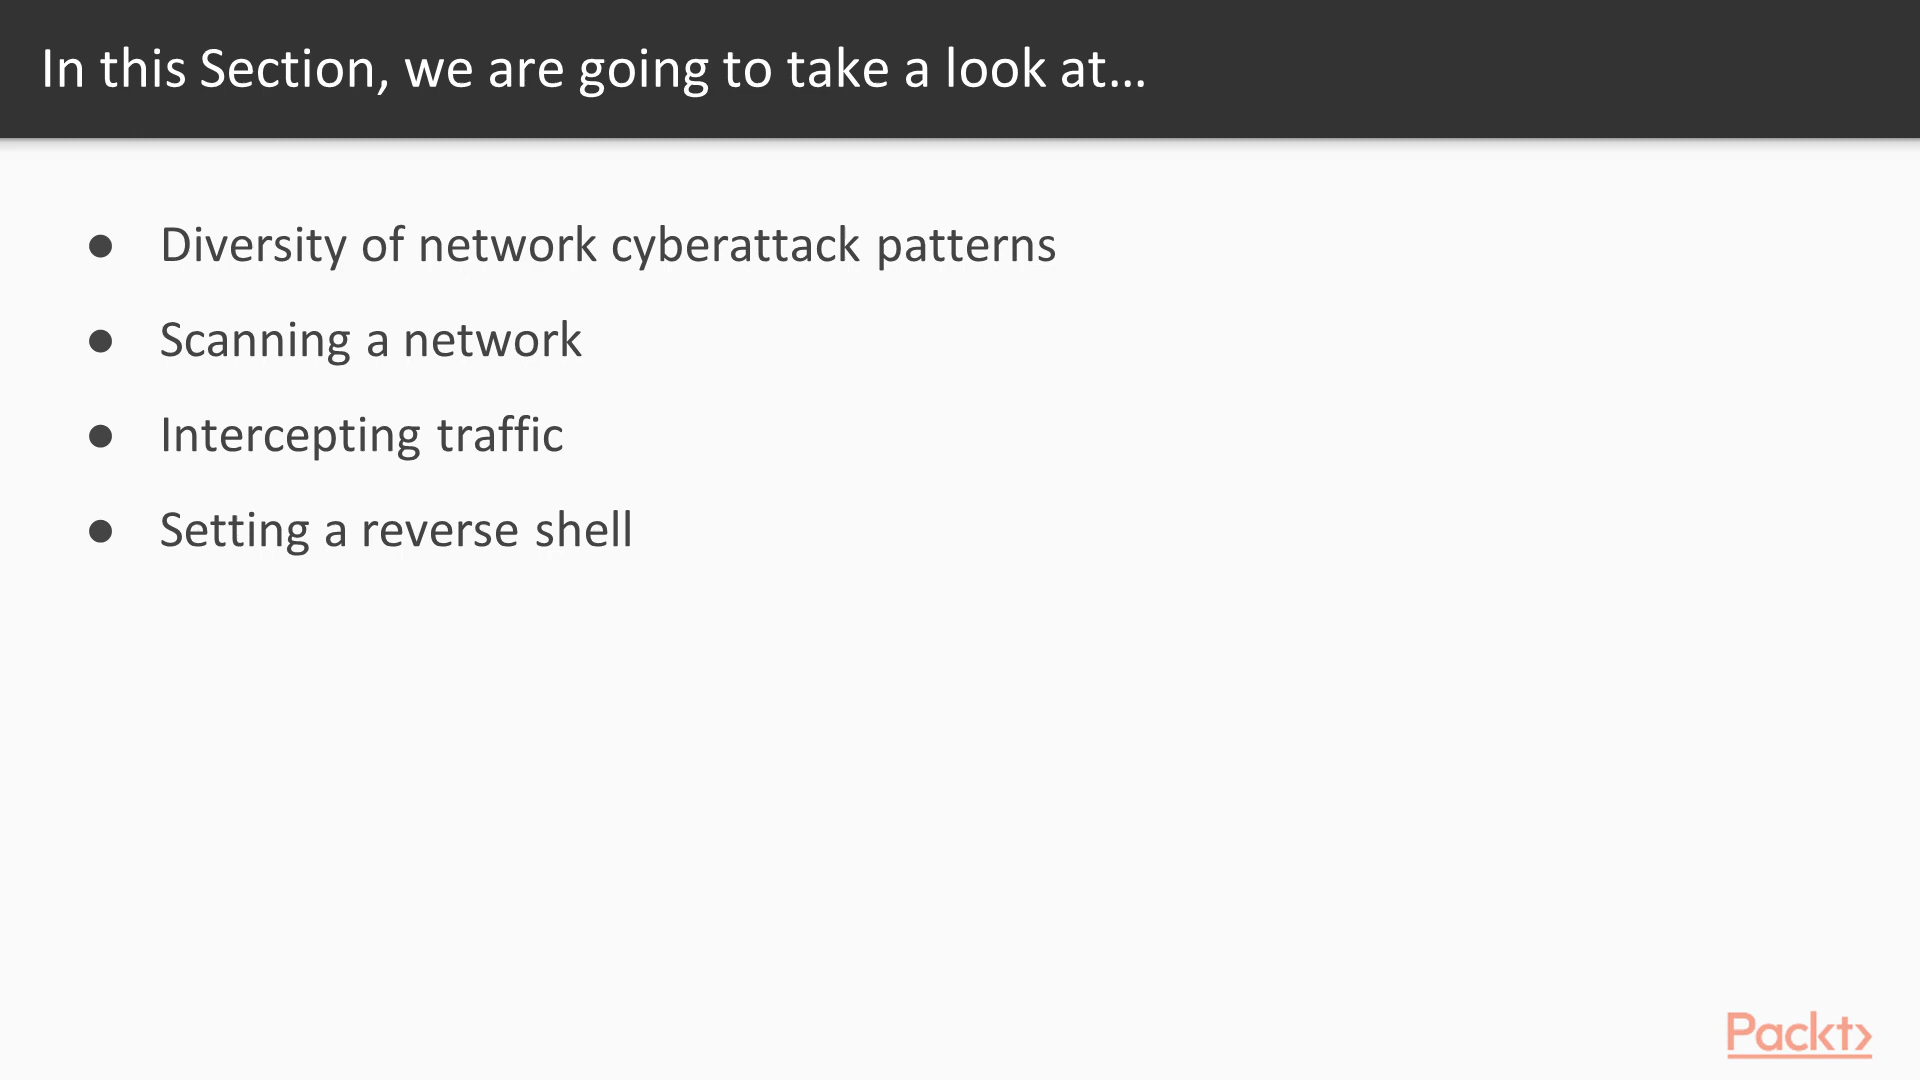 In this Section, we are going to take a look at...
● Diversity of network cyberattack patterns
● Scanning a network
● Intercepting traffic
● Setting a reverse shell
Packt>